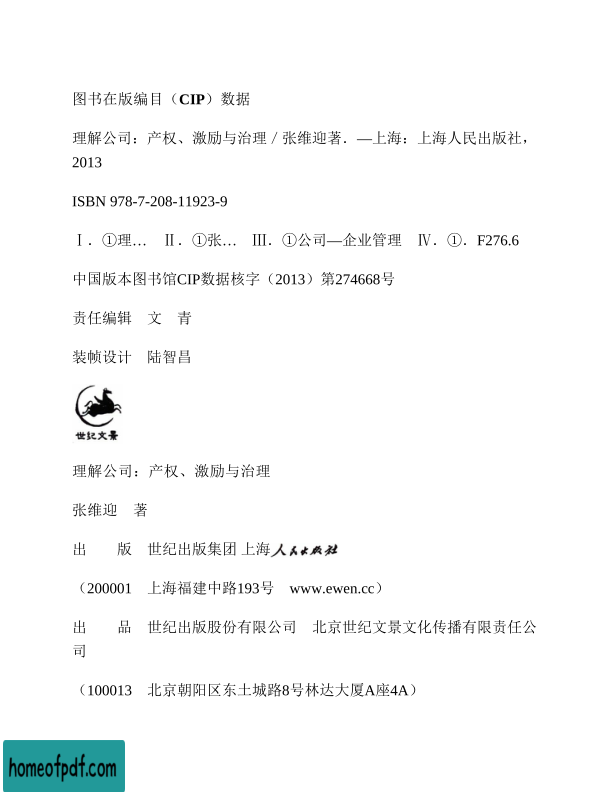 图书在版编目（CIP）数据
理解公司：产权、激励与治理／张维迎著．—上海：上海人民出版社，
2013
ISBN 978-7-208-11923-9
Ⅰ．①理…　Ⅱ．①张…　Ⅲ．①公司—企业管理　Ⅳ．①．F276.6
中国版本图书馆CIP数据核字（2013）第274668号
责任编辑　文　青
装帧设计　陆智昌
世纪文景
理解公司：产权、激励与治理
张维迎　著
出　　版　世纪出版集团 上海人民出版社
（200001　上海福建中路193号　www.ewen.cc）
出　　品　世纪出版股份有限公司　北京世纪文景文化传播有限责任公
司
（100013　北京朝阳区东土城路8号林达大厦A座4A）
homeofpdf.com